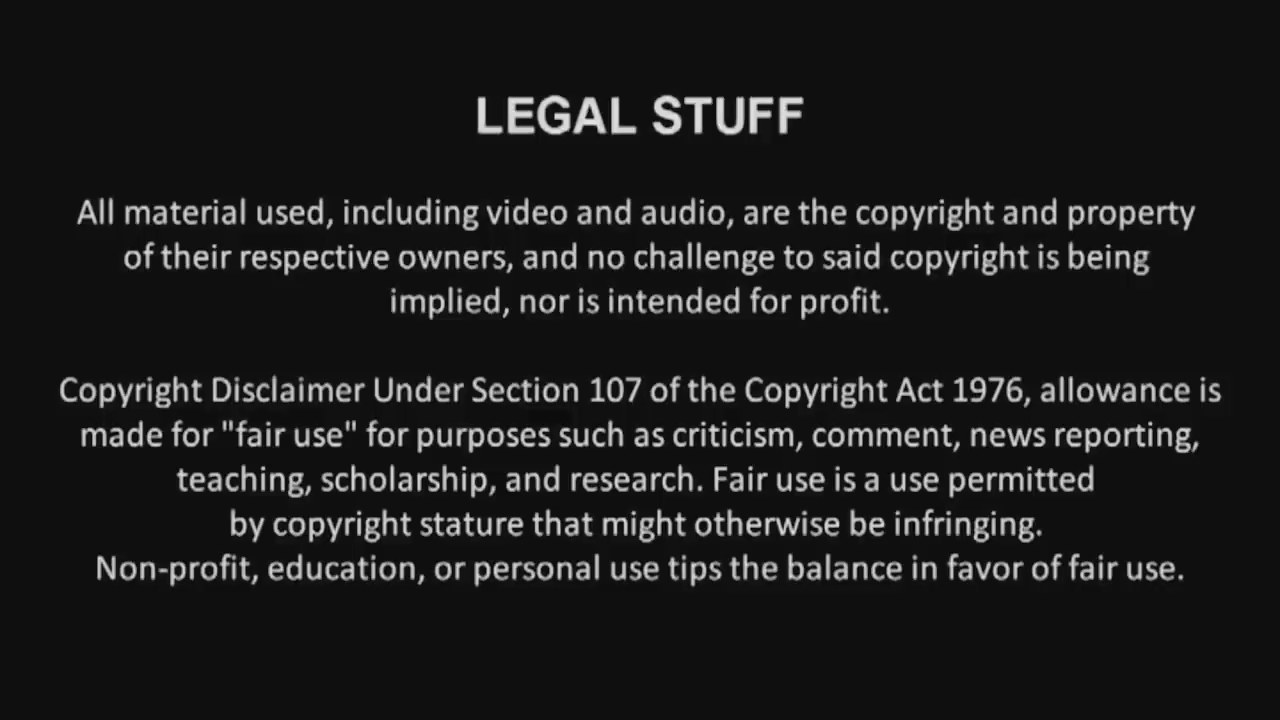 LEGAL STUFF
All material used, including video and audio, are the copyright and property
of their respective owners, and no challenge to said copyright is being
implied, nor is intended for profit.
Copyright Disclaimer Under Section 107 of the Copyright Act 1976, allowance is
made for "fair use" for purposes such as criticism, comment, news reporting,
teaching, scholarship, and research. Fair use is a use permitted
by copyright stature that might otherwise be infringing.
Non-profit, education, or personal use tips the balance in favor of fair use.